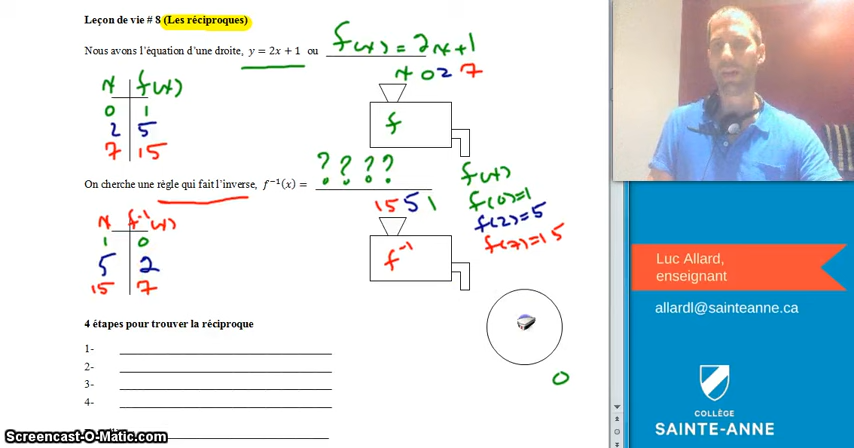 Leçon de vie # 8 (Les réciproques)
Nous avons l'équation d'une droite, y = 2x + 1 ou f(x) = 2x+1
x 0 2 7
x f(x)
0 1
2 5
7 15
f
On cherche une règle qui fait l'inverse, f⁻¹(x) = ????
15 5 1
f(x)
f(0)=1
f(2)=5
f(7)=15
x f⁻¹(x)
1 0
5 2
15 7
f⁻¹
4 étapes pour trouver la réciproque
1-
2-
3-
4-
0
Luc Allard,
enseignant
allardl@sainteanne.ca
COLLÈGE
SAINTE-ANNE
Screencast-O-Matic.com